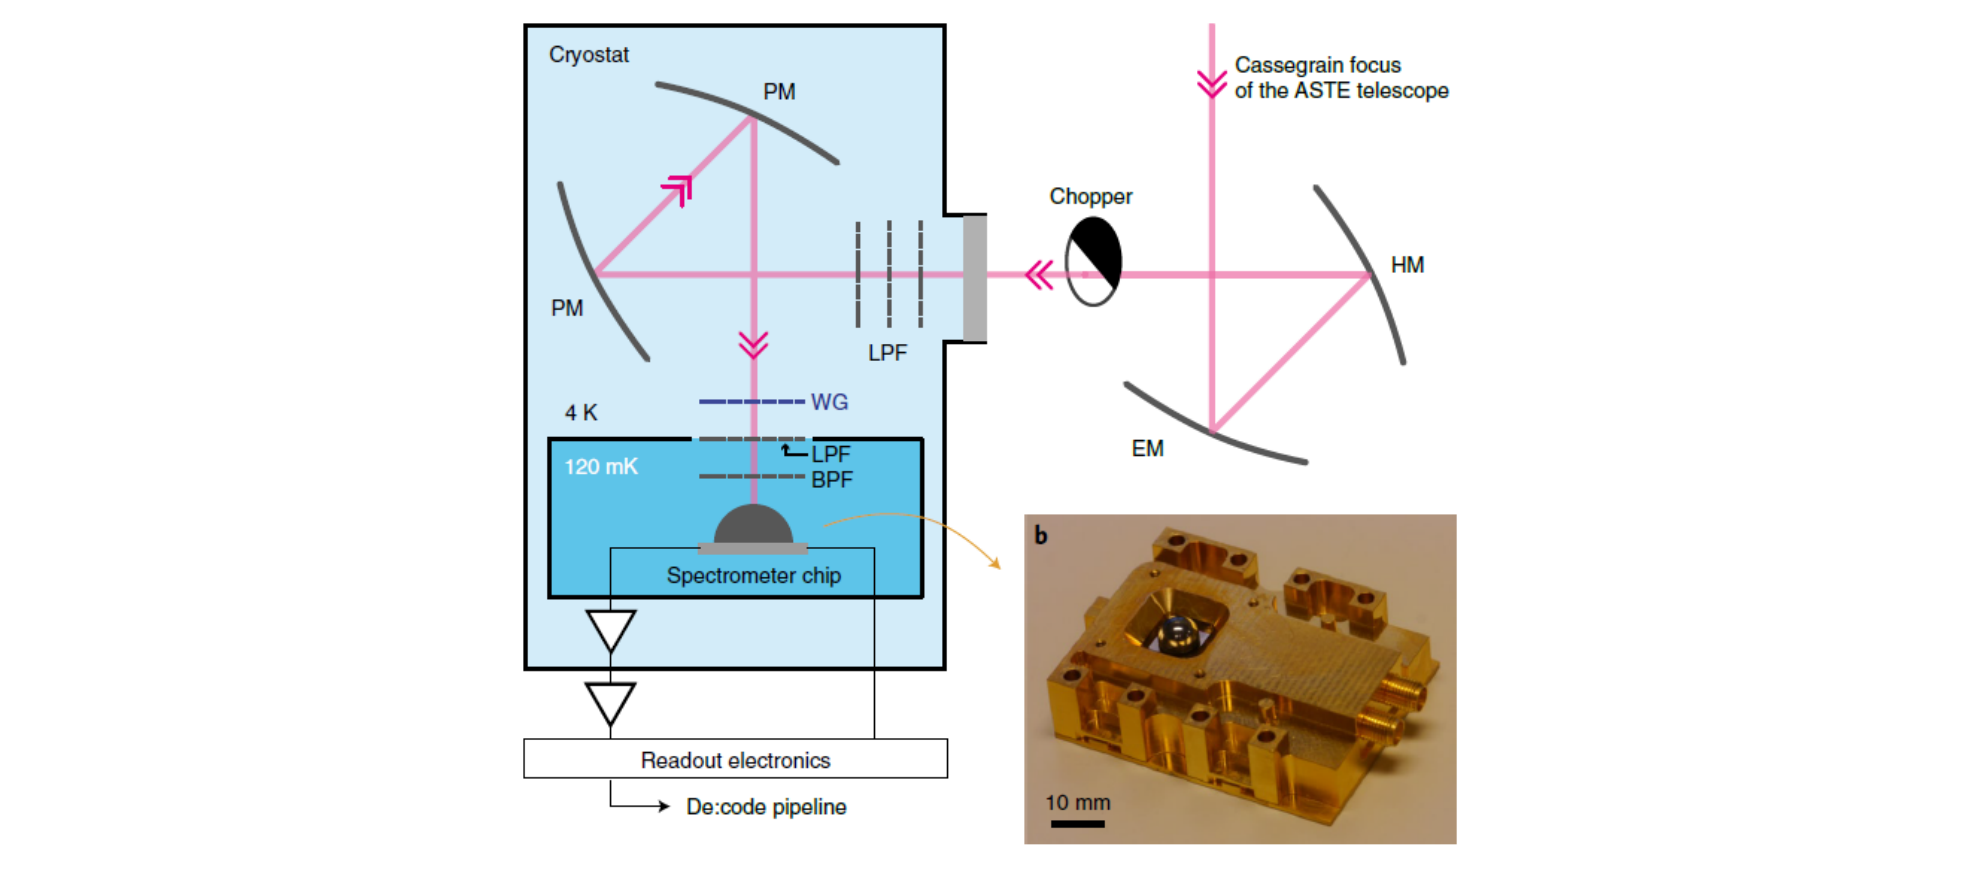 Cryostat
PM
Cassegrain focus
of the ASTE telescope
Chopper
HM
PM
LPF
WG
4 K
EM
LPF
120 mK
BPF
b
Spectrometer chip
Readout electronics
10 mm
De:code pipeline